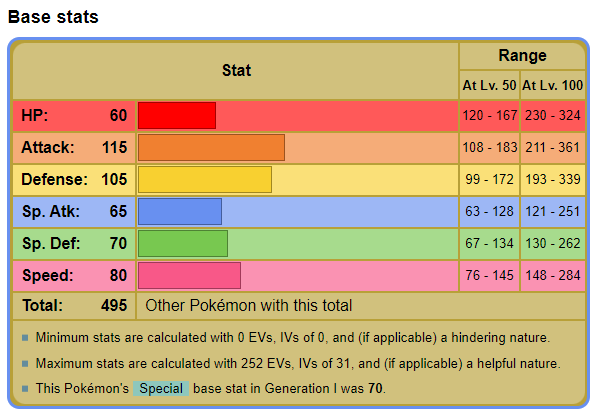 Base stats
Stat Range
At Lv. 50 At Lv. 100
HP: 60 120 - 167 230 - 324
Attack: 115 108 - 183 211 - 361
Defense: 105 99 - 172 193 - 339
Sp. Atk: 65 63 - 128 121 - 251
Sp. Def: 70 67 - 134 130 - 262
Speed: 80 76 - 145 148 - 284
Total: 495 Other Pokémon with this total
Minimum stats are calculated with 0 EVs, IVs of 0, and (if applicable) a hindering nature.
Maximum stats are calculated with 252 EVs, IVs of 31, and (if applicable) a helpful nature.
This Pokémon's Special base stat in Generation I was 70.